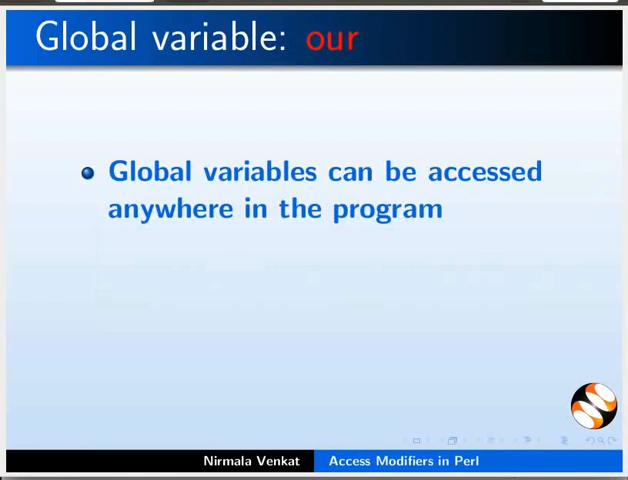 Global variable: our
Global variables can be accessed
anywhere in the program
Nirmala Venkat
Access Modifiers in Perl